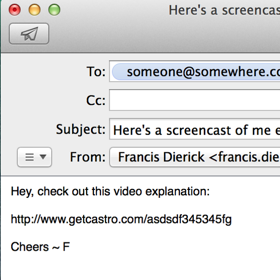 Here's a screencas
To: someone@somewhere.co
Cc:
Subject: Here's a screencast of me e
From: Francis Dierick <francis.die
Hey, check out this video explanation:
http://www.getcastro.com/asdsdf345345fg
Cheers ~ F